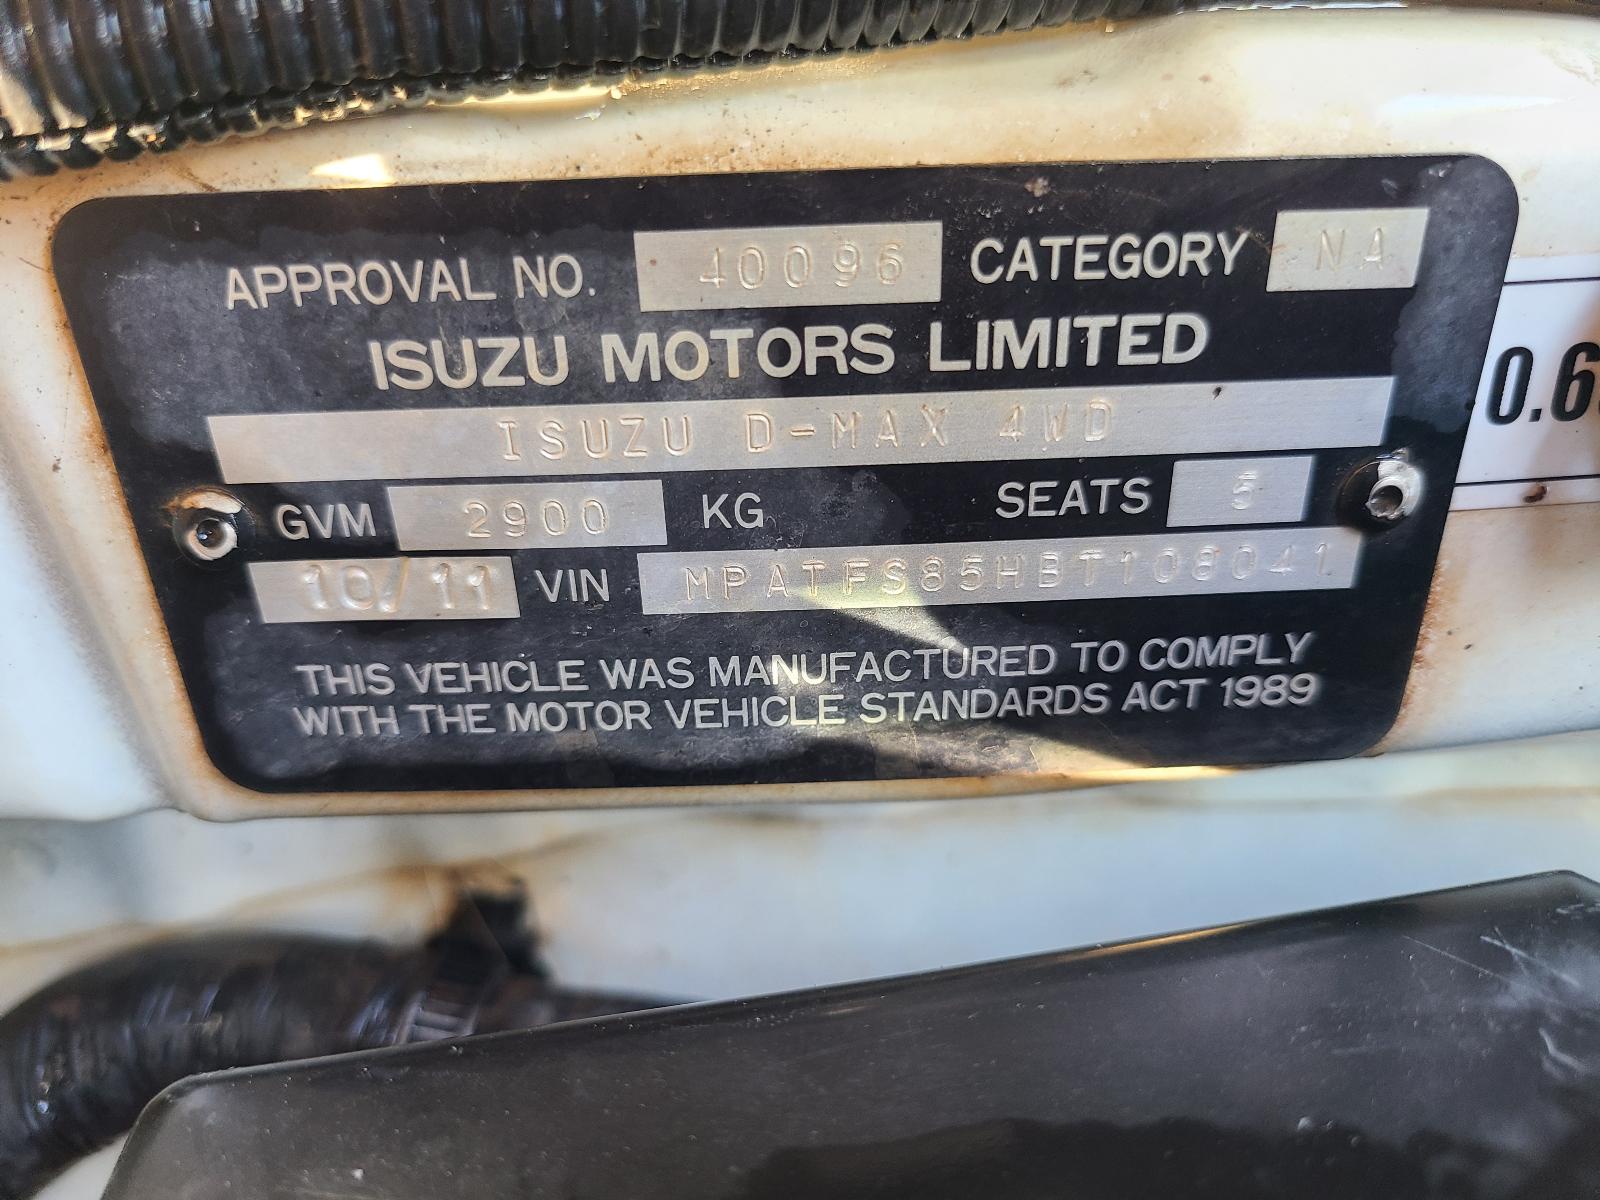 APPROVAL NO. 40096 CATEGORY NA
ISUZU MOTORS LIMITED
ISUZU D-MAX 4WD
GVM 2900 KG SEATS 5
10/11 VIN MPATFS85HBT108041
THIS VEHICLE WAS MANUFACTURED TO COMPLY
WITH THE MOTOR VEHICLE STANDARDS ACT 1989